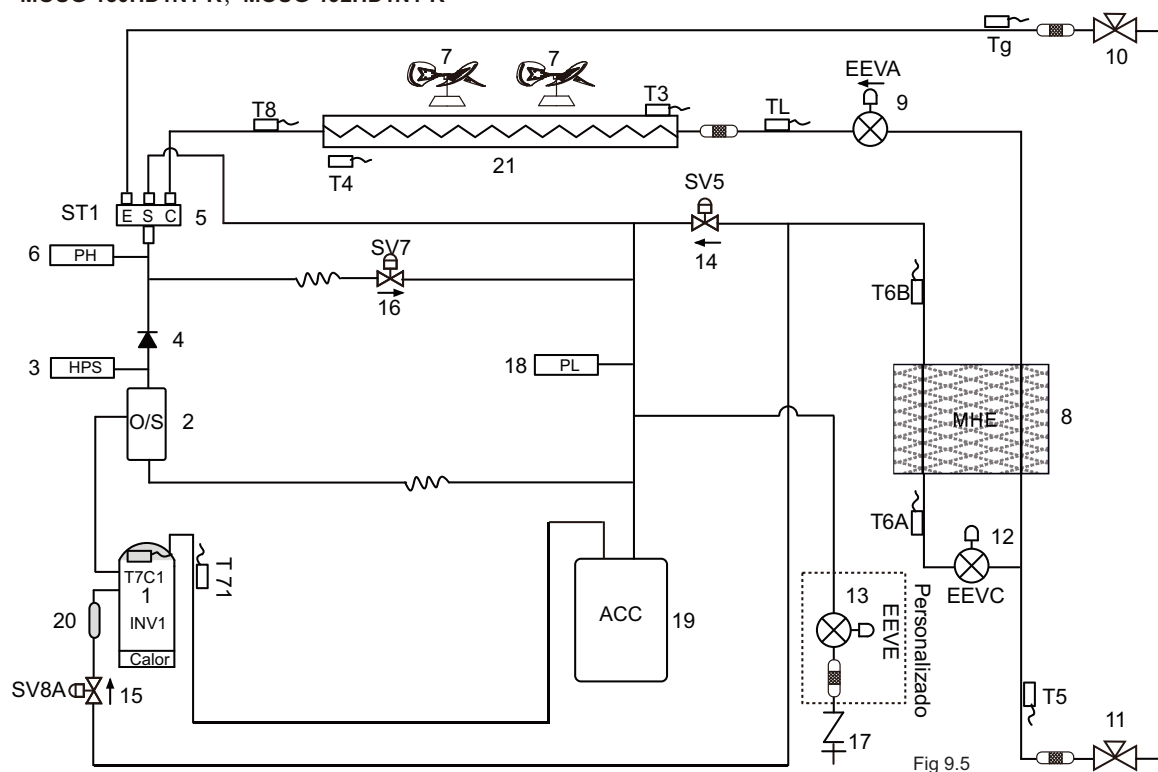 Tg
10
7
7
EEVA
9
T8
T3
TL
T4
21
ST1
E S C
5
SV5
14
6
PH
SV7
16
T6B
4
3
HPS
18
PL
O/S
2
MHE
8
T6A
12
EEVC
T7C1
1
INV1
Calor
T 71
20
ACC
19
13
EEVE
Personalizado
SV8A
15
17
T5
11
Fig 9.5